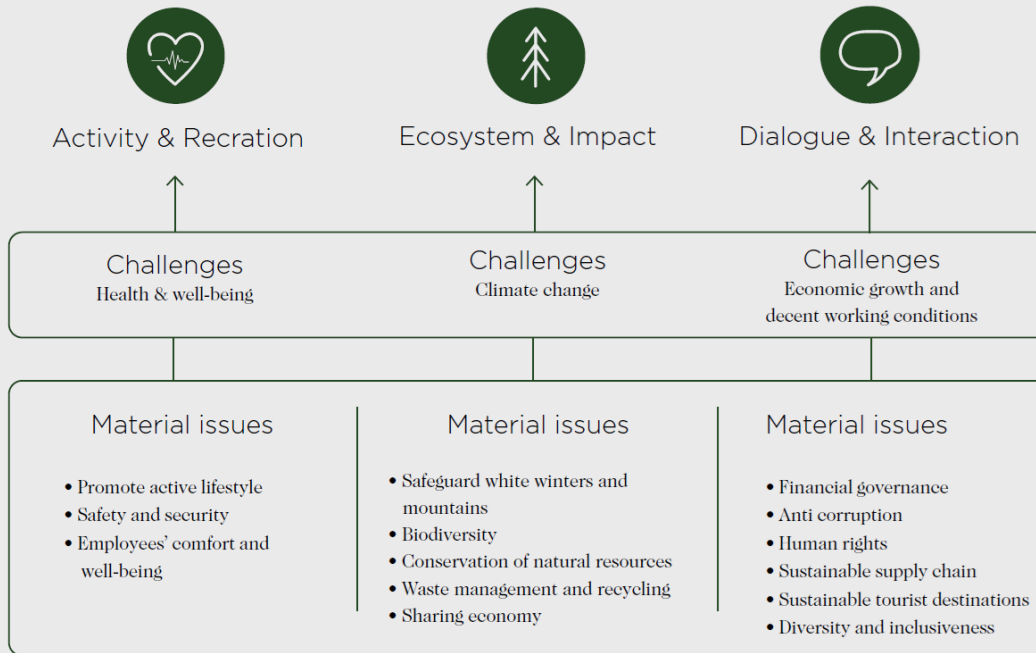 Activity & Recration
Ecosystem & Impact
Dialogue & Interaction
Challenges
Health & well-being
Challenges
Climate change
Challenges
Economic growth and
decent working conditions
Material issues
• Promote active lifestyle
• Safety and security
• Employees’ comfort and
well-being
Material issues
• Safeguard white winters and
mountains
• Biodiversity
• Conservation of natural resources
• Waste management and recycling
• Sharing economy
Material issues
• Financial governance
• Anti corruption
• Human rights
• Sustainable supply chain
• Sustainable tourist destinations
• Diversity and inclusiveness